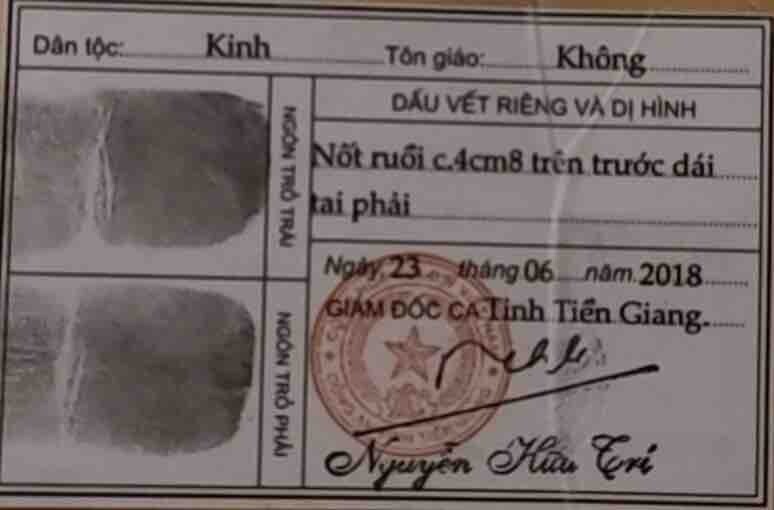 Dân tộc: Kinh Tôn giáo: Không
DẤU VẾT RIÊNG VÀ DỊ HÌNH
NGÓN TRỎ TRÁI
Nốt ruồi c.4cm8 trên trước dái
tai phải
Ngày 23 tháng 06 năm 2018
GIÁM ĐỐC CA Tỉnh Tiền Giang
NGÓN TRỎ PHẢI
Nguyễn Hữu Trí